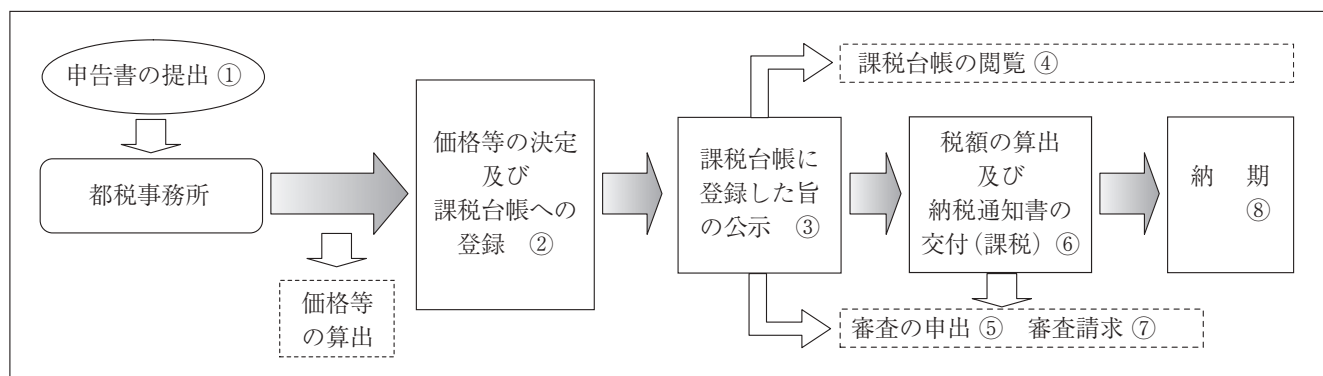 申告書の提出 ①
都税事務所
価格等
の算出
価格等の決定
及び
課税台帳への
登録 ②
課税台帳に
登録した旨
の公示 ③
課税台帳の閲覧 ④
審査の申出 ⑤ 審査請求 ⑦
税額の算出
及び
納税通知書の
交付(課税) ⑥
納 期
⑧